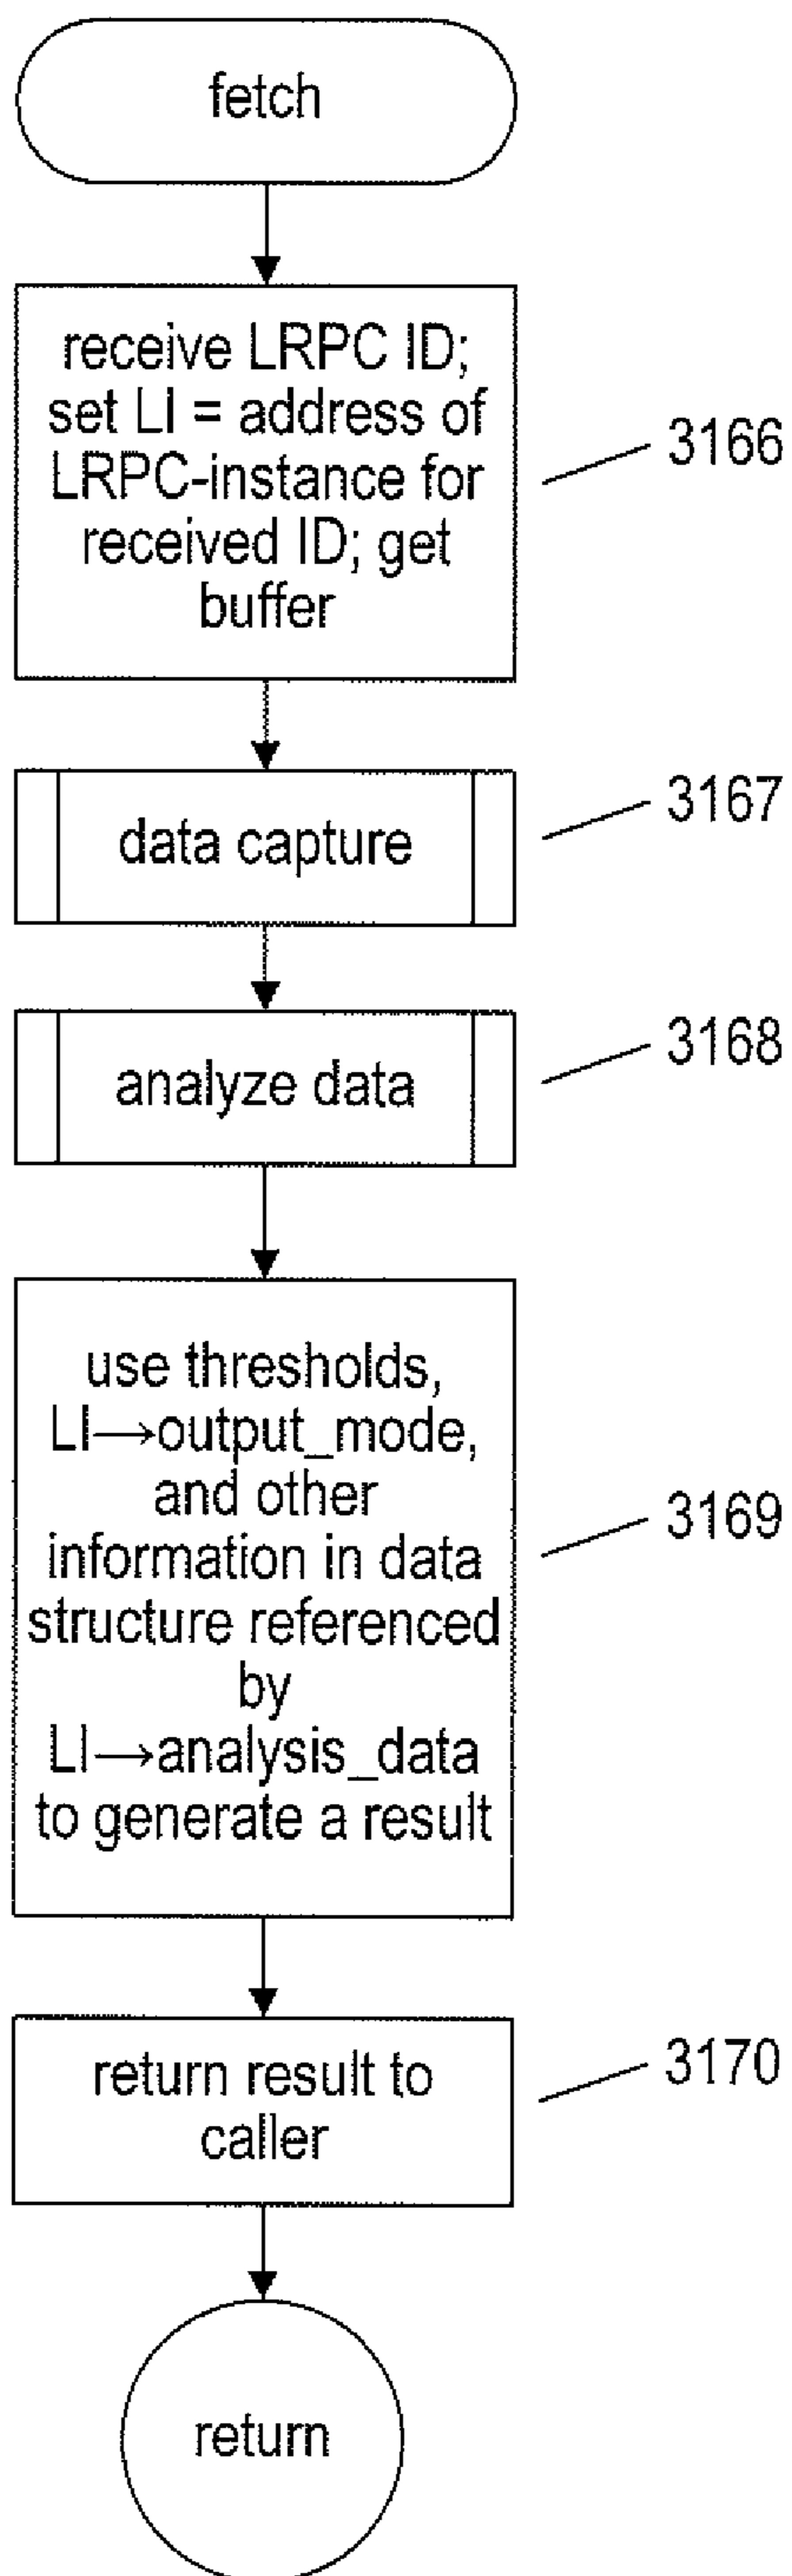 fetch
receive LRPC ID;
set LI = address of
LRPC-instance for
received ID; get
buffer
3166
data capture
3167
analyze data
3168
use thresholds,
LI→output_mode,
and other
information in data
structure referenced
by
LI→analysis_data
to generate a result
3169
return result to
caller
3170
return